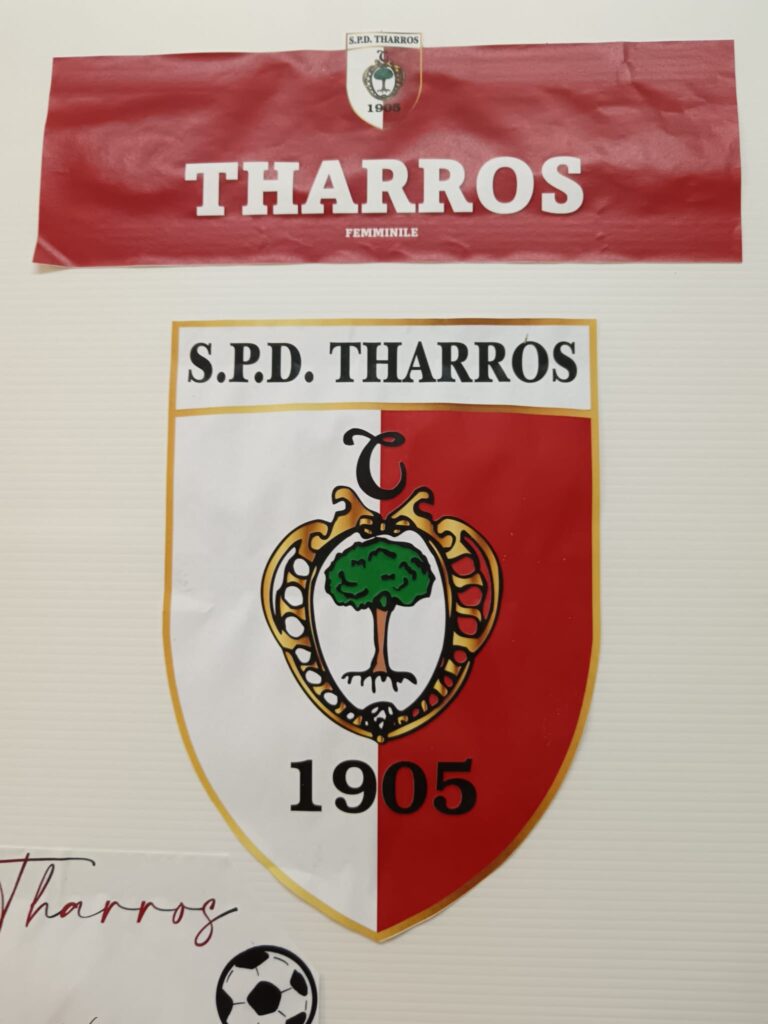 S.P.D. THARROS
T
1905
THARROS
FEMMINILE
S.P.D. THARROS
T
1905
Tharros